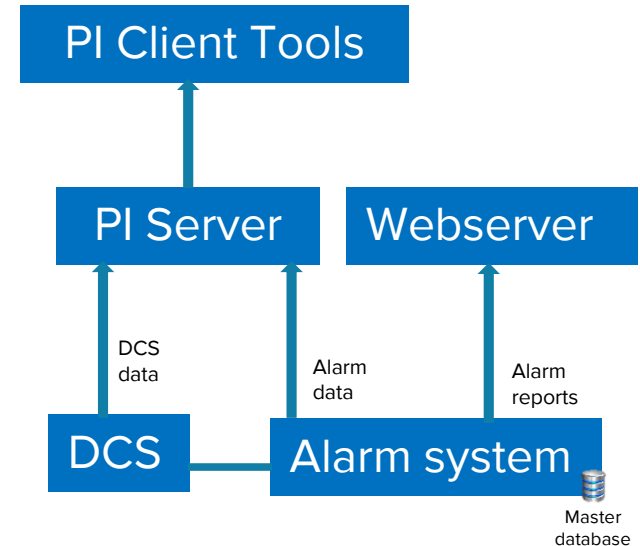 PI Client Tools
PI Server
Webserver
DCS
data
Alarm
data
Alarm
reports
DCS
Alarm system
Master
database